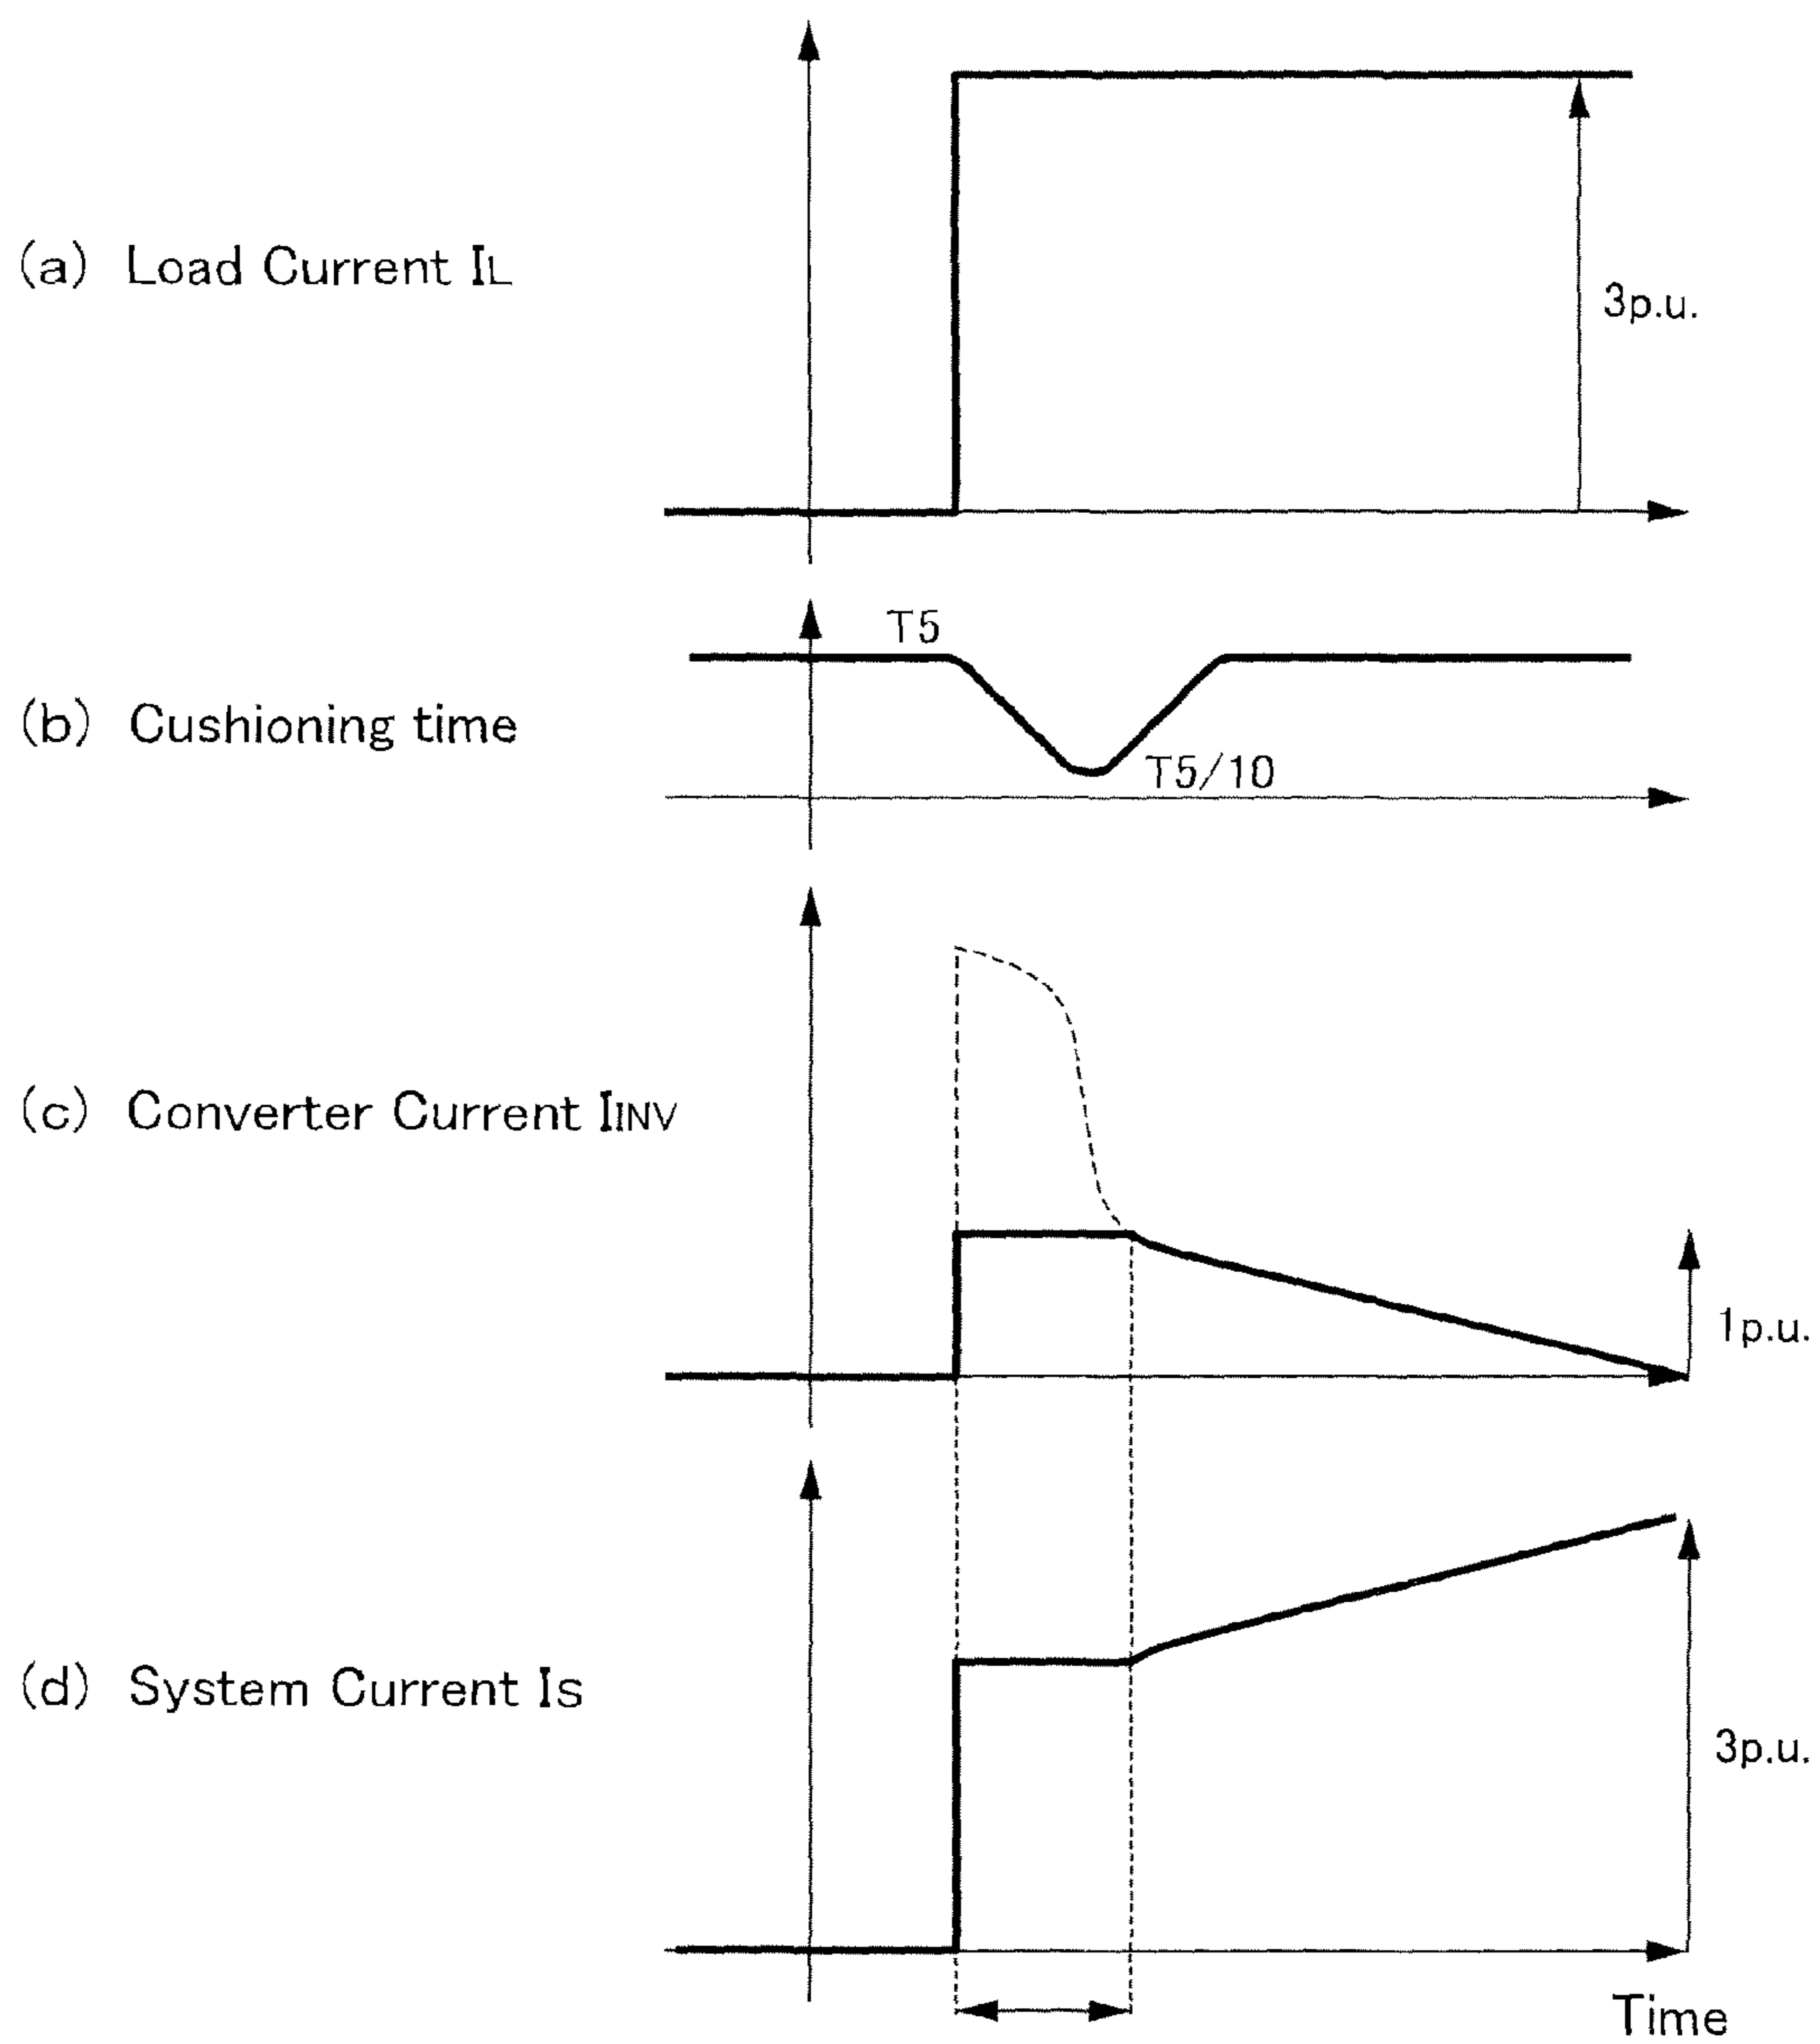 (a) Load Current IL
3p.u.
T5
(b) Cushioning time
T5/10
(c) Converter Current IINV
1p.u.
(d) System Current IS
3p.u.
Time